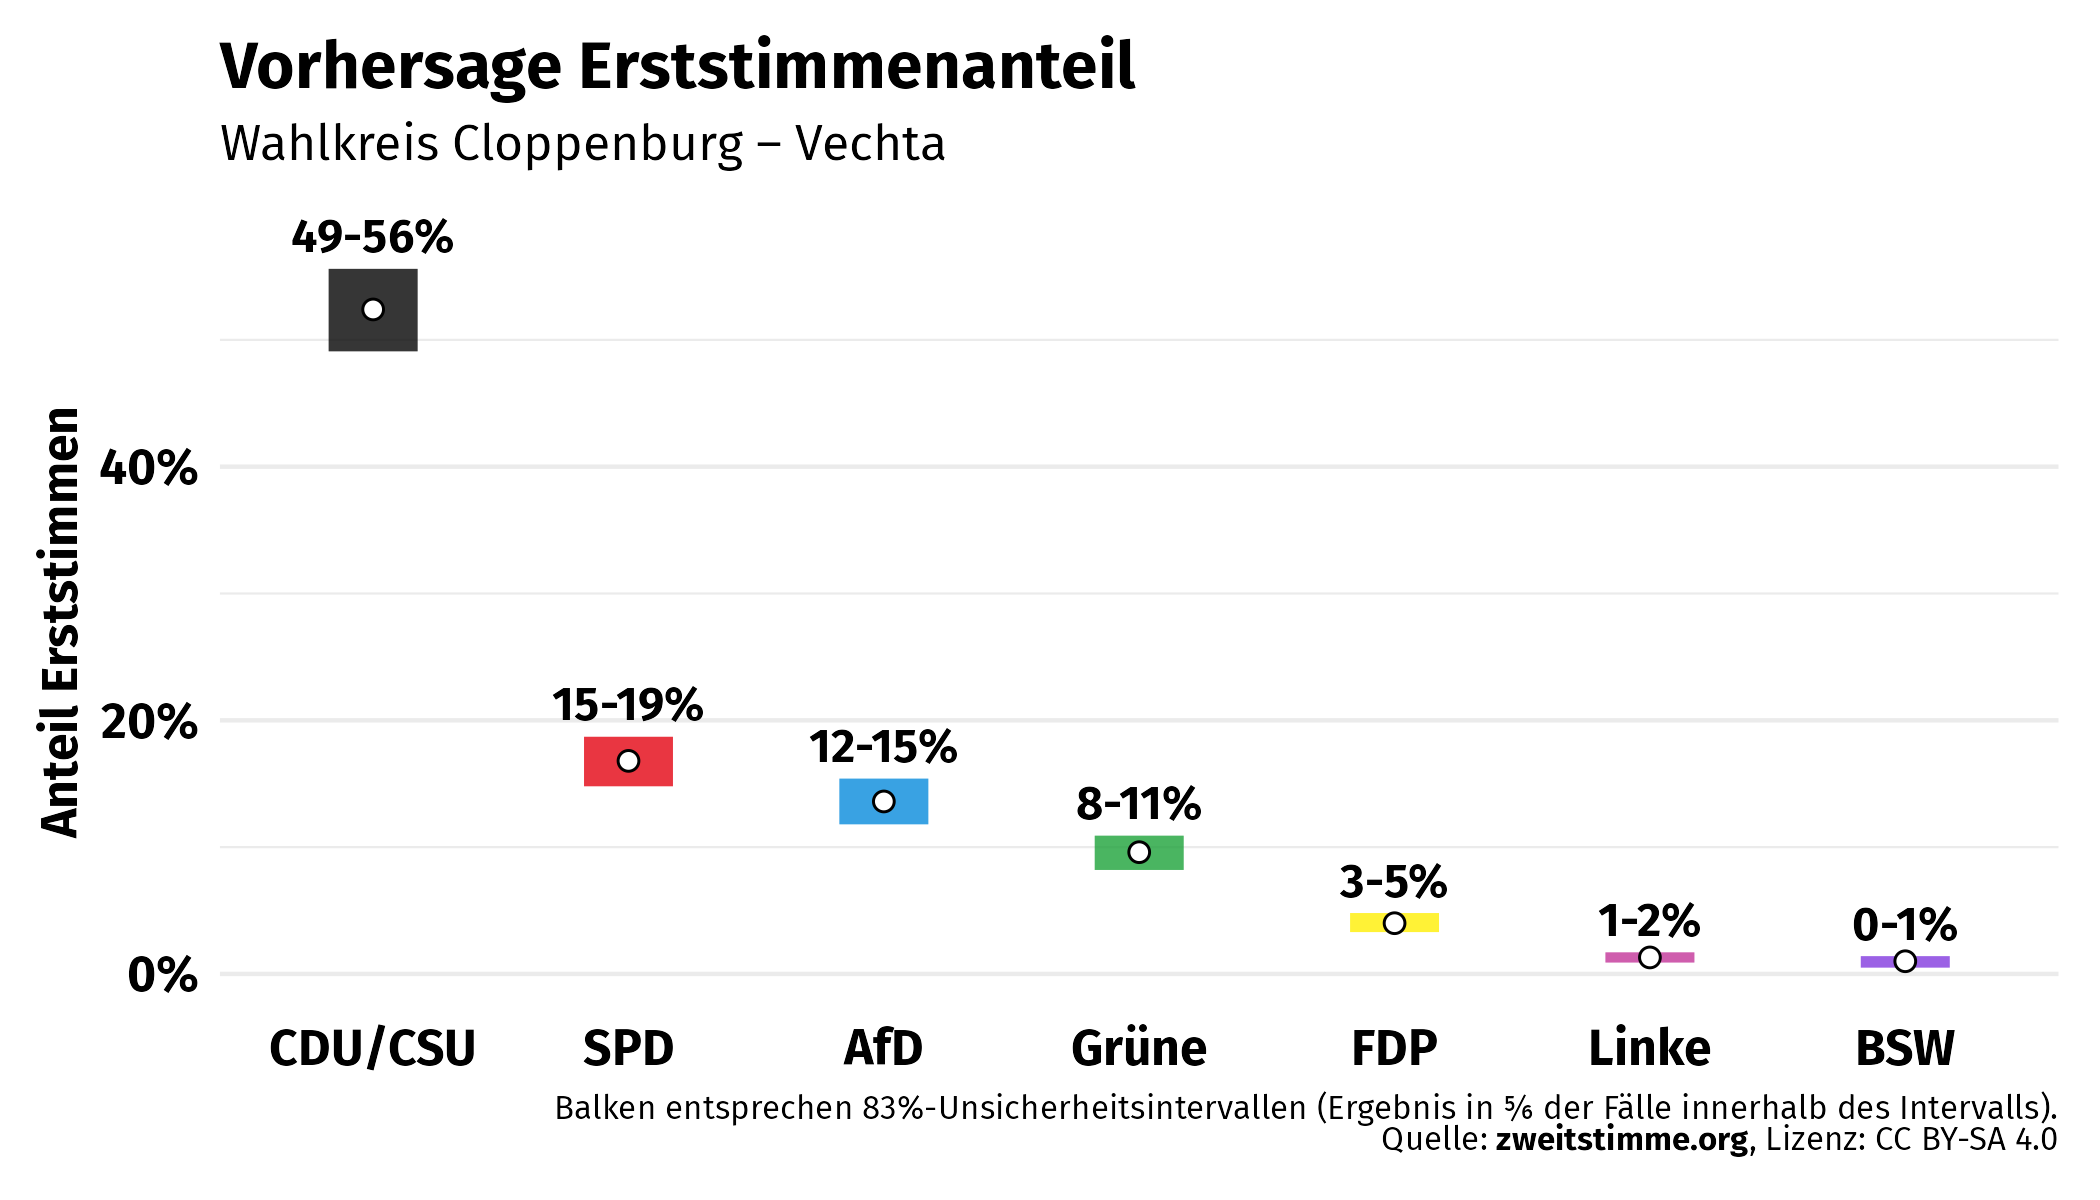 Vorhersage Erststimmenanteil
Wahlkreis Cloppenburg – Vechta
49-56%
Anteil Erststimmen
40%
15-19%
20%
12-15%
8-11%
3-5%
1-2%
0-1%
0%
CDU/CSU SPD AfD Grüne FDP Linke BSW
Balken entsprechen 83%-Unsicherheitsintervallen (Ergebnis in ⅚ der Fälle innerhalb des Intervalls).
Quelle: zweitstimme.org, Lizenz: CC BY-SA 4.0